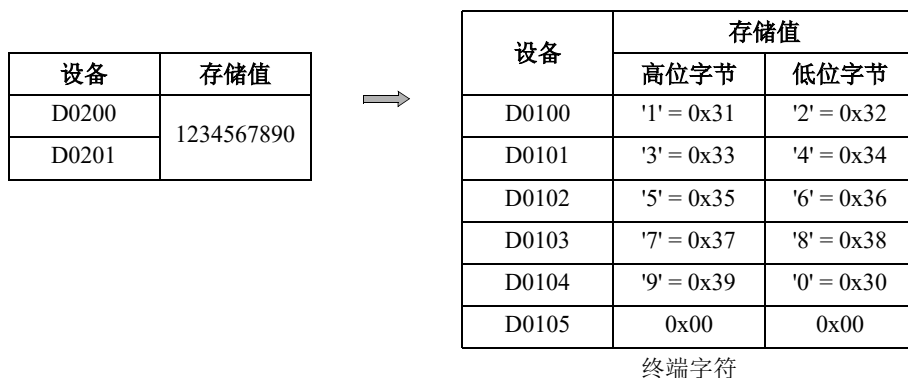 设备 存储值
D0200 1234567890
D0201
设备 存储值
高位字节 低位字节
D0100 '1' = 0x31 '2' = 0x32
D0101 '3' = 0x33 '4' = 0x34
D0102 '5' = 0x35 '6' = 0x36
D0103 '7' = 0x37 '8' = 0x38
D0104 '9' = 0x39 '0' = 0x30
D0105 0x00 0x00
终端字符